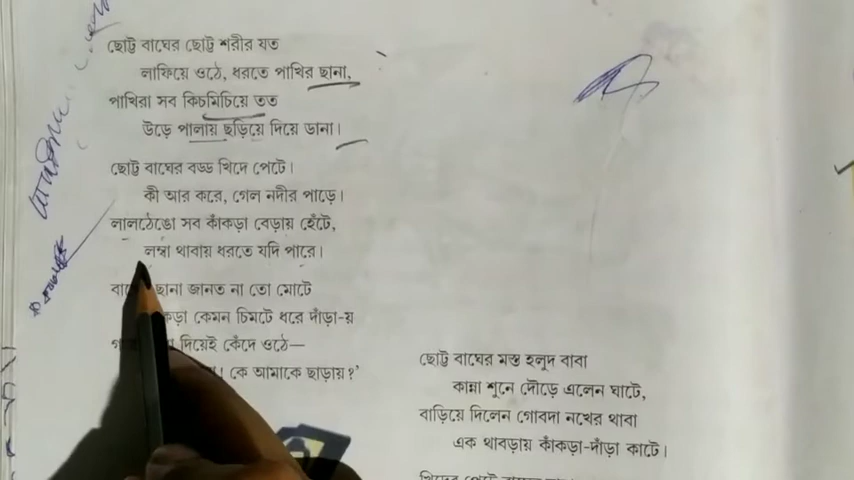 ছোট্ট বাঘের ছোট্ট শরীর যত
লাফিয়ে ওঠে, ধরতে পাখির ছানা,
পাখিরা সব কিচমিচিয়ে তত
উড়ে পালায় ছড়িয়ে দিয়ে ডানা।
ছোট্ট বাঘের বড্ড খিদে পেটে।
কী আর করে, গেল নদীর পাড়ে।
লালঠেঙো সব কাঁকড়া বেড়ায় হেঁটে,
লম্বা থাবায় ধরতে যদি পারে।
ছানা জানত না তো মোটে
কেমন চিমটে ধরে দাঁড়া-য়
দিয়েই কেঁদে ওঠে—
কে আমাকে ছাড়ায়?'
ছোট্ট বাঘের মস্ত হলুদ বাবা
কান্না শুনে দৌড়ে এলেন ঘাটে,
বাড়িয়ে দিলেন গোবদা নখের থাবা
এক থাবড়ায় কাঁকড়া-দাঁড়া কাটে।